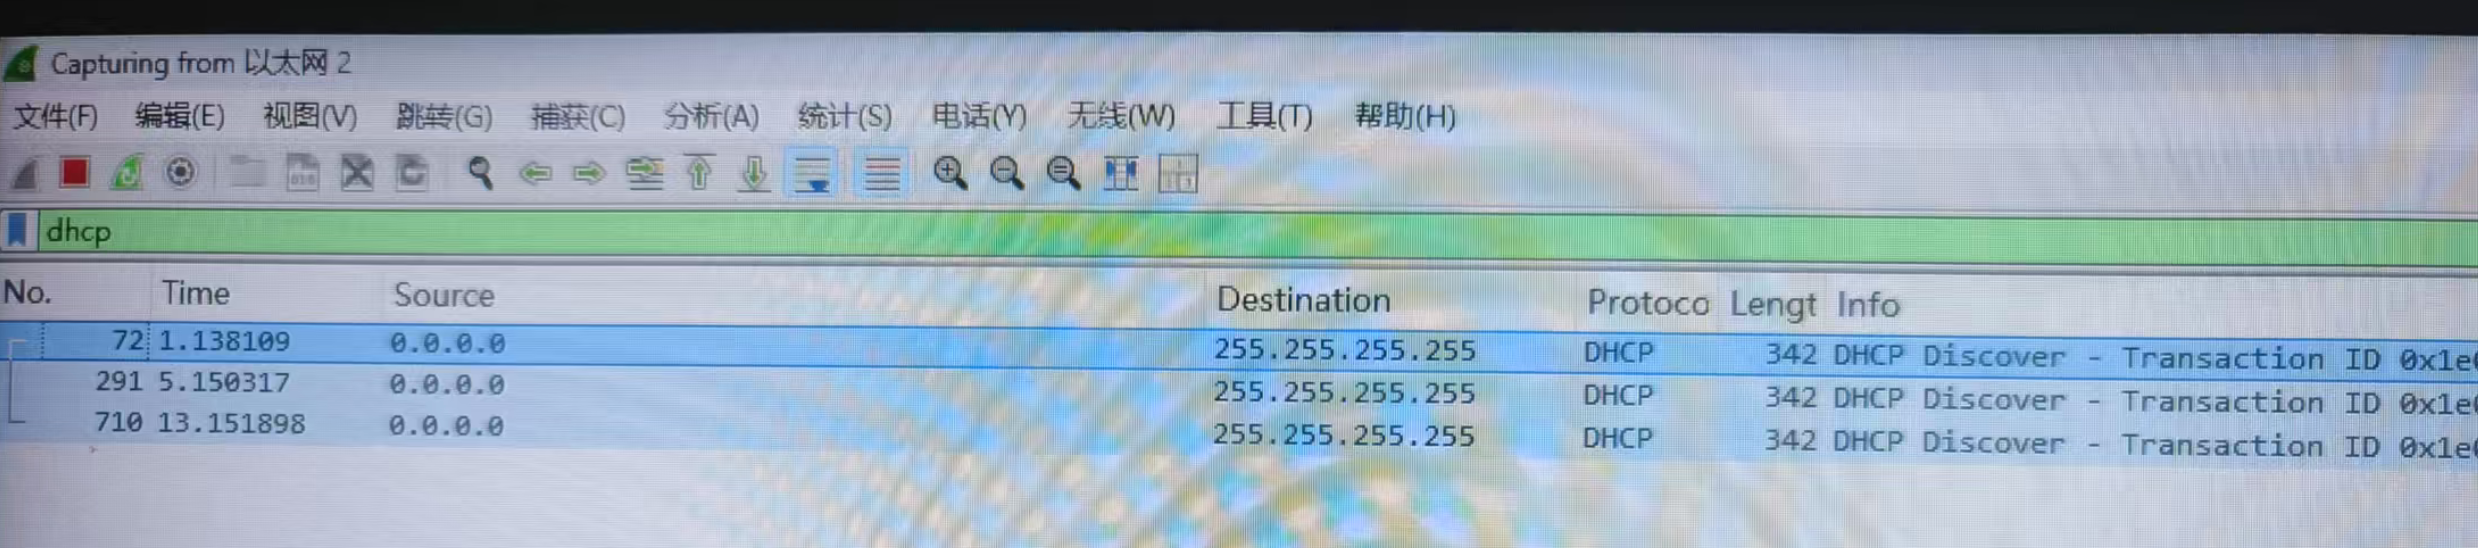 Capturing from 以太网 2
文件(F) 编辑(E) 视图(V) 跳转(G) 捕获(C) 分析(A) 统计(S) 电话(Y) 无线(W) 工具(T) 帮助(H)
dhcp
No. Time Source Destination Protoco Lengt Info
72 1.138109 0.0.0.0 255.255.255.255 DHCP 342 DHCP Discover - Transaction ID 0x1e
291 5.150317 0.0.0.0 255.255.255.255 DHCP 342 DHCP Discover - Transaction ID 0x1e
710 13.151898 0.0.0.0 255.255.255.255 DHCP 342 DHCP Discover - Transaction ID 0x1e